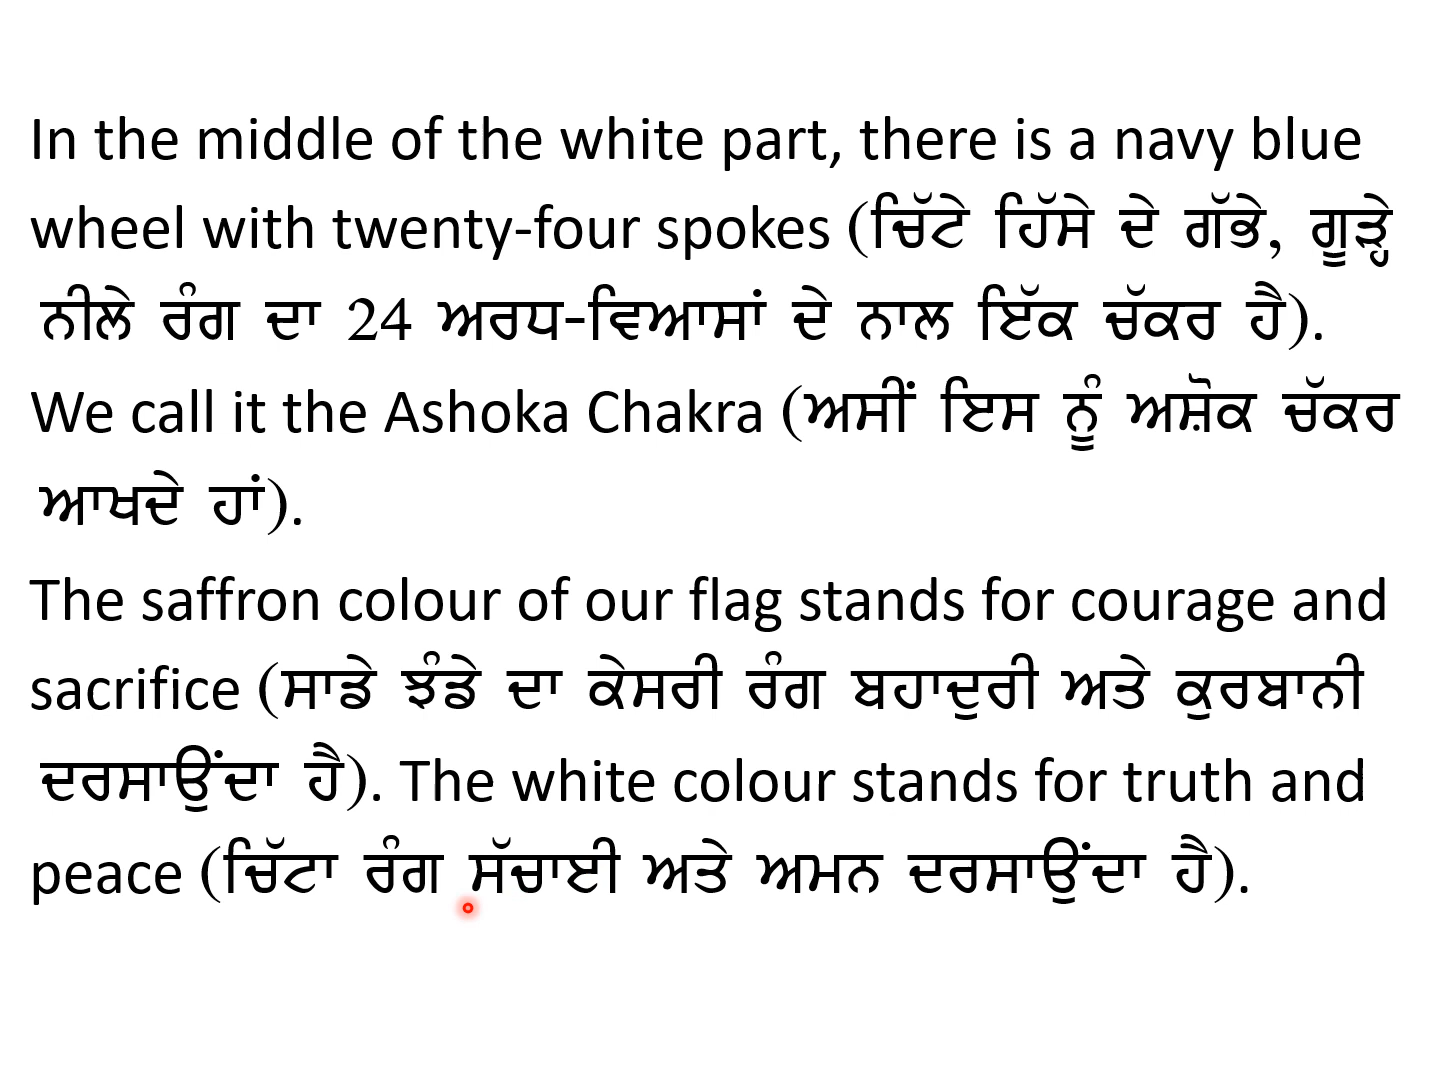 In the middle of the white part, there is a navy blue
wheel with twenty-four spokes (ਚਿੱਟੇ ਹਿੱਸੇ ਦੇ ਗੱਭੇ, ਗੂੜ੍ਹੇ
ਨੀਲੇ ਰੰਗ ਦਾ 24 ਅਰਧ-ਵਿਆਸਾਂ ਦੇ ਨਾਲ ਇੱਕ ਚੱਕਰ ਹੈ).
We call it the Ashoka Chakra (ਅਸੀਂ ਇਸ ਨੂੰ ਅਸ਼ੋਕ ਚੱਕਰ
ਆਖਦੇ ਹਾਂ).
The saffron colour of our flag stands for courage and
sacrifice (ਸਾਡੇ ਝੰਡੇ ਦਾ ਕੇਸਰੀ ਰੰਗ ਬਹਾਦੁਰੀ ਅਤੇ ਕੁਰਬਾਨੀ
ਦਰਸਾਉਂਦਾ ਹੈ). The white colour stands for truth and
peace (ਚਿੱਟਾ ਰੰਗ ਸੱਚਾਈ ਅਤੇ ਅਮਨ ਦਰਸਾਉਂਦਾ ਹੈ).